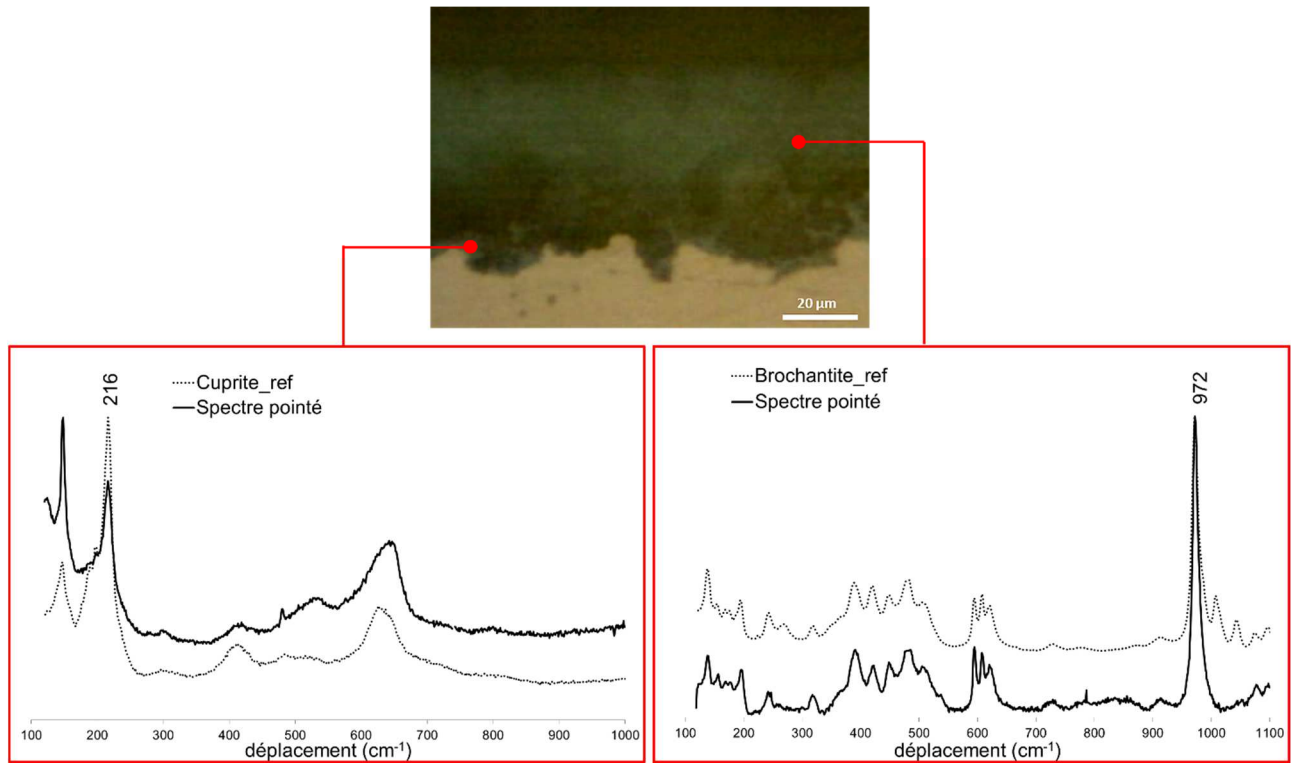 20 µm
216
Cuprite_ref
Spectre pointé
100 200 300 400 500 600 700 800 900 1000
déplacement (cm-1)
972
Brochantite_ref
Spectre pointé
100 200 300 400 500 600 700 800 900 1000 1100
déplacement (cm-1)